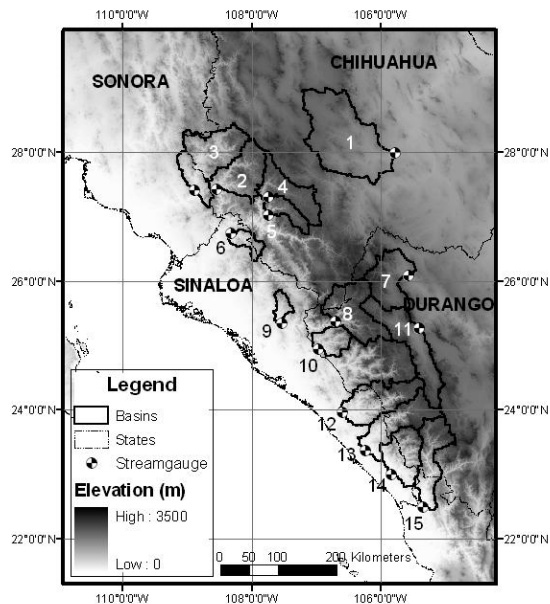 110°0'0"W 108°0'0"W 106°0'0"W
SONORA
CHIHUAHUA
28°0'0"N
28°0'0"N
1
3
2
4
5
6
26°0'0"N
26°0'0"N
SINALOA
7
DURANGO
8
9
11
10
24°0'0"N
24°0'0"N
12
13
14
15
22°0'0"N
22°0'0"N
Legend
Basins
States
Streamgauge
Elevation (m)
High : 3500
Low : 0
0 50 100 200 Kilometers
110°0'0"W 108°0'0"W 106°0'0"W